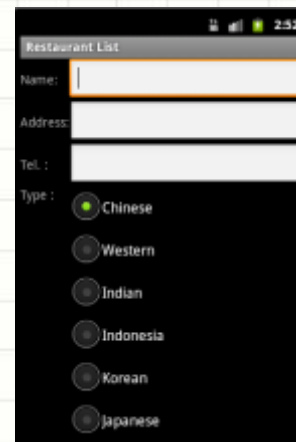 2:52
Restaurant List
Name:
Address:
Tel. :
Type :
Chinese
Western
Indian
Indonesia
Korean
Japanese